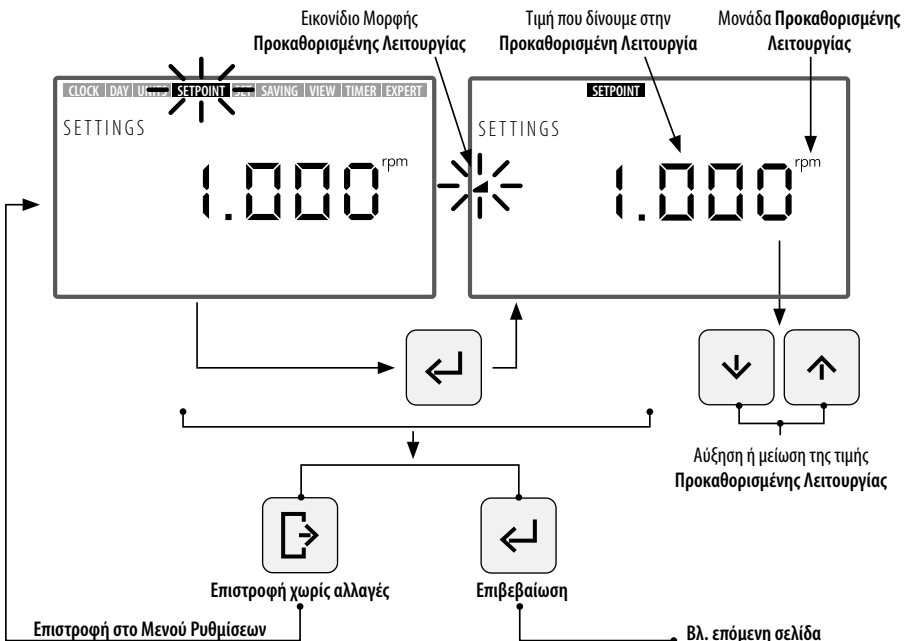 Εικονίδιο Μορφής
Προκαθορισμένης Λειτουργίας
Τιμή που δίνουμε στην
Προκαθορισμένη Λειτουργία
Μονάδα Προκαθορισμένης
Λειτουργίας
CLOCK DAY UNITS SETPOINT SET SAVING VIEW TIMER EXPERT
SETTINGS
1.000 rpm
SETPOINT
SETTINGS
1.000 rpm
Αύξηση ή μείωση της τιμής
Προκαθορισμένης Λειτουργίας
Επιστροφή χωρίς αλλαγές
Επιβεβαίωση
Επιστροφή στο Μενού Ρυθμίσεων
Βλ. επόμενη σελίδα